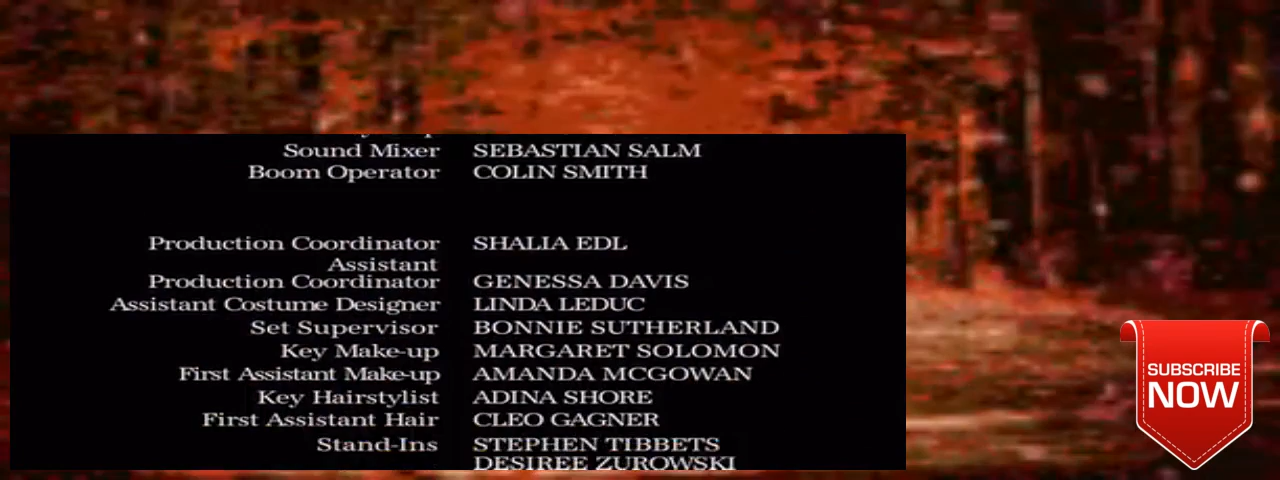 Sound Mixer SEBASTIAN SALM
Boom Operator COLIN SMITH
Production Coordinator SHALIA EDL
Assistant
Production Coordinator GENESSA DAVIS
Assistant Costume Designer LINDA LEDUC
Set Supervisor BONNIE SUTHERLAND
Key Make-up MARGARET SOLOMON
First Assistant Make-up AMANDA MCGOWAN
Key Hairstylist ADINA SHORE
First Assistant Hair CLEO GAGNER
Stand-Ins STEPHEN TIBBETS
DESIREE ZUROWSKI
SUBSCRIBE
NOW